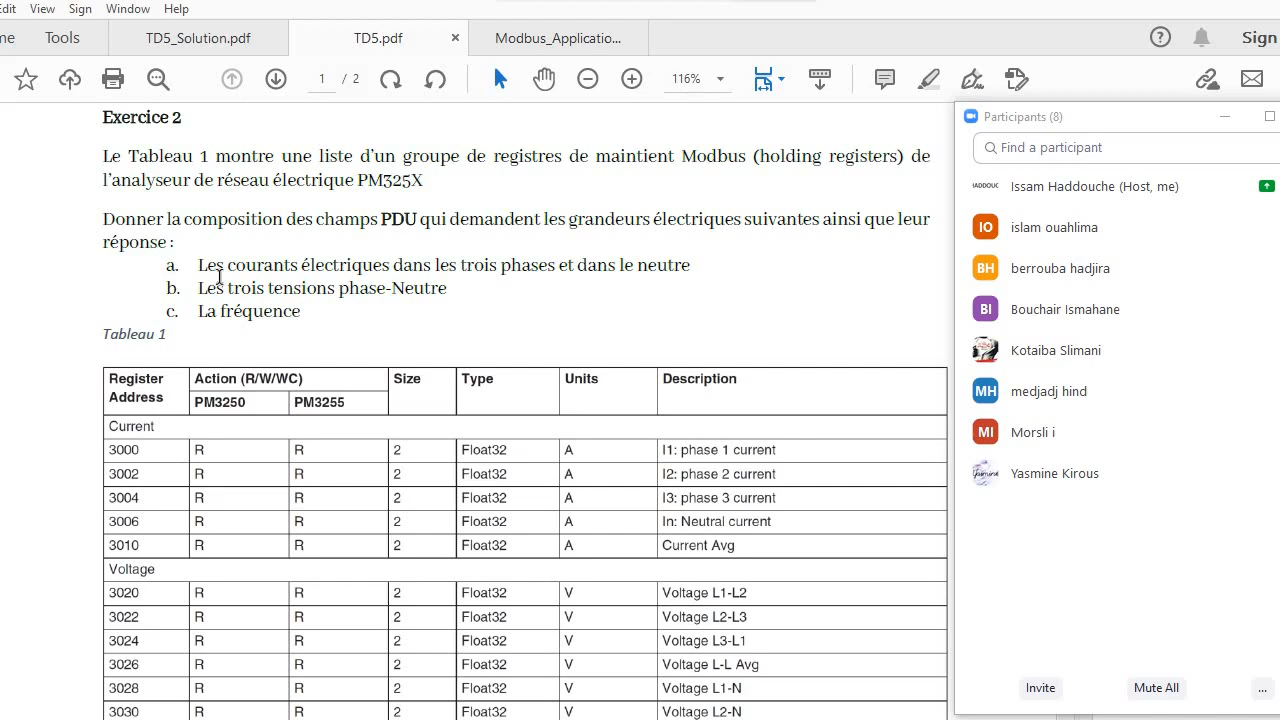 Edit View Sign Window Help
me Tools TD5_Solution.pdf TD5.pdf × Modbus_Applicatio... Sign
1 / 2 116%
Exercice 2
Le Tableau 1 montre une liste d'un groupe de registres de maintient Modbus (holding registers) de
l'analyseur de réseau électrique PM325X
Donner la composition des champs PDU qui demandent les grandeurs électriques suivantes ainsi que leur
réponse :
a. Les courants électriques dans les trois phases et dans le neutre
b. Les trois tensions phase-Neutre
c. La fréquence
Tableau 1
Register Address Action (R/W/WC) Size Type Units Description
PM3250 PM3255
Current
3000 R R 2 Float32 A I1: phase 1 current
3002 R R 2 Float32 A I2: phase 2 current
3004 R R 2 Float32 A I3: phase 3 current
3006 R R 2 Float32 A In: Neutral current
3010 R R 2 Float32 A Current Avg
Voltage
3020 R R 2 Float32 V Voltage L1-L2
3022 R R 2 Float32 V Voltage L2-L3
3024 R R 2 Float32 V Voltage L3-L1
3026 R R 2 Float32 V Voltage L-L Avg
3028 R R 2 Float32 V Voltage L1-N
3030 R R 2 Float32 V Voltage L2-N
Participants (8)
Find a participant
Issam Haddouche (Host, me)
IO islam ouahlima
BH berrouba hadjira
BI Bouchair Ismahane
Kotaiba Slimani
MH medjadj hind
MI Morsli i
Yasmine Kirous
Invite Mute All ...